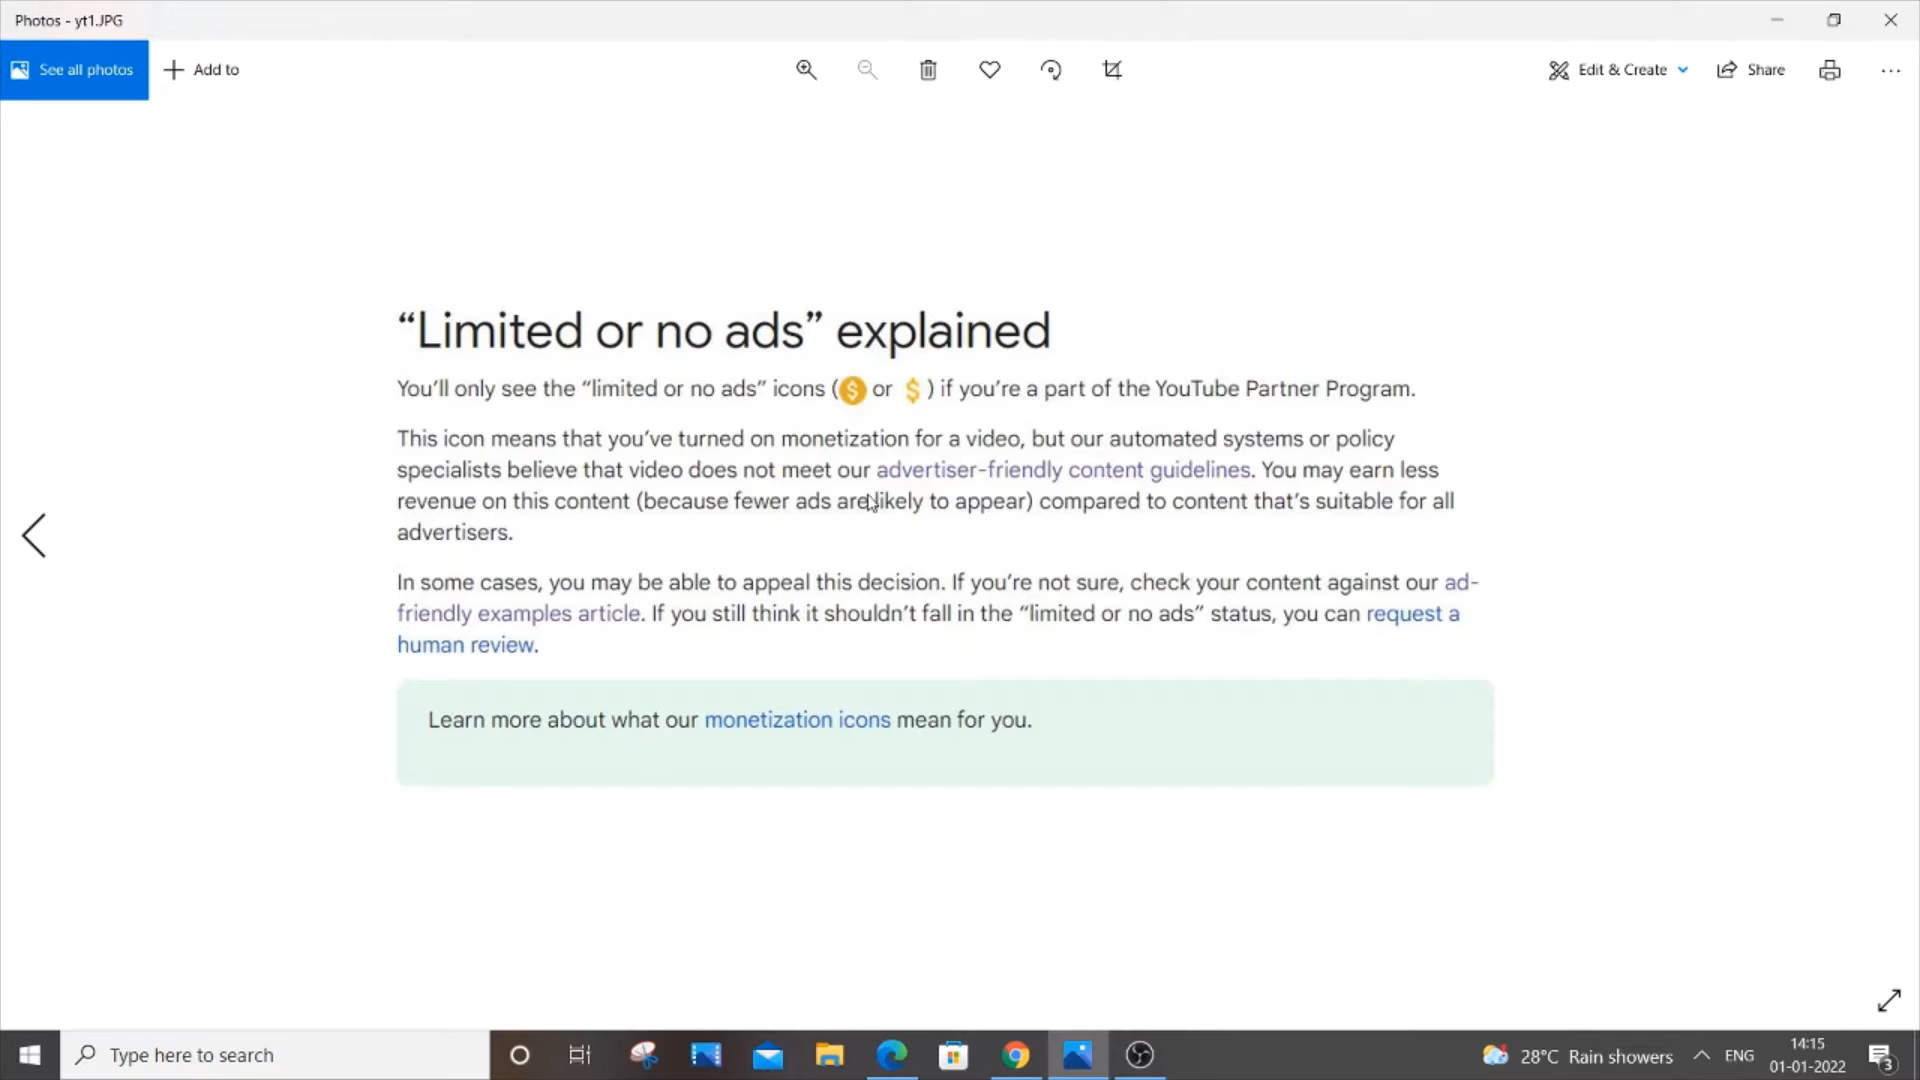 Photos - yt1.JPG
See all photos
Add to
Edit & Create
Share
“Limited or no ads” explained
You’ll only see the “limited or no ads” icons ( $ or $ ) if you’re a part of the YouTube Partner Program.
This icon means that you’ve turned on monetization for a video, but our automated systems or policy
specialists believe that video does not meet our advertiser-friendly content guidelines. You may earn less
revenue on this content (because fewer ads are likely to appear) compared to content that’s suitable for all
advertisers.
In some cases, you may be able to appeal this decision. If you’re not sure, check your content against our ad-
friendly examples article. If you still think it shouldn’t fall in the “limited or no ads” status, you can request a
human review.
Learn more about what our monetization icons mean for you.
Type here to search
28°C Rain showers
ENG
14:15
01-01-2022
3